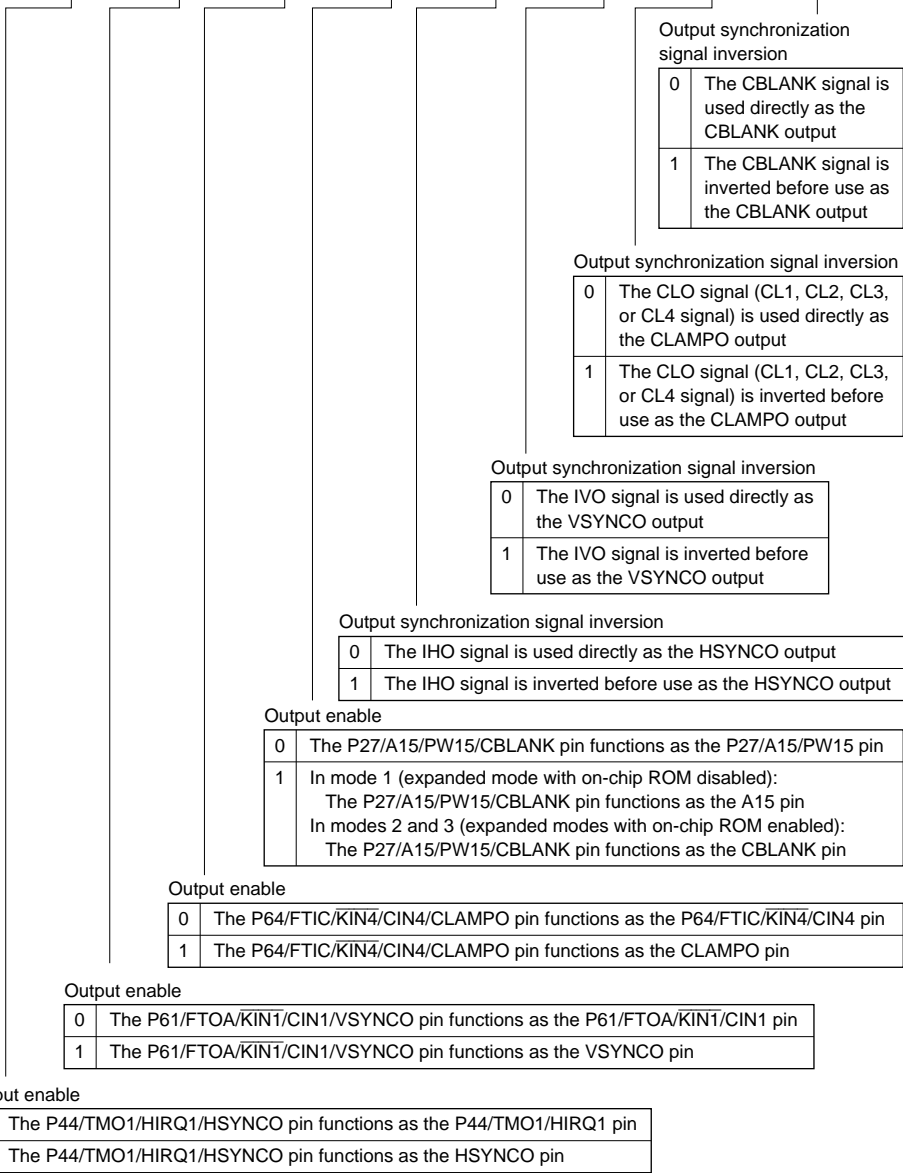 Output synchronization
signal inversion
0 The CBLANK signal is
used directly as the
CBLANK output
1 The CBLANK signal is
inverted before use as
the CBLANK output
Output synchronization signal inversion
0 The CLO signal (CL1, CL2, CL3,
or CL4 signal) is used directly as
the CLAMPO output
1 The CLO signal (CL1, CL2, CL3,
or CL4 signal) is inverted before
use as the CLAMPO output
Output synchronization signal inversion
0 The IVO signal is used directly as
the VSYNCO output
1 The IVO signal is inverted before
use as the VSYNCO output
Output synchronization signal inversion
0 The IHO signal is used directly as the HSYNCO output
1 The IHO signal is inverted before use as the HSYNCO output
Output enable
0 The P27/A15/PW15/CBLANK pin functions as the P27/A15/PW15 pin
1 In mode 1 (expanded mode with on-chip ROM disabled):
The P27/A15/PW15/CBLANK pin functions as the A15 pin
In modes 2 and 3 (expanded modes with on-chip ROM enabled):
The P27/A15/PW15/CBLANK pin functions as the CBLANK pin
Output enable
0 The P64/FTIC/K̅I̅N̅4̅/CIN4/CLAMPO pin functions as the P64/FTIC/K̅I̅N̅4̅/CIN4 pin
1 The P64/FTIC/K̅I̅N̅4̅/CIN4/CLAMPO pin functions as the CLAMPO pin
Output enable
0 The P61/FTOA/K̅I̅N̅1̅/CIN1/VSYNCO pin functions as the P61/FTOA/K̅I̅N̅1̅/CIN1 pin
1 The P61/FTOA/K̅I̅N̅1̅/CIN1/VSYNCO pin functions as the VSYNCO pin
enable
The P44/TMO1/HIRQ1/HSYNCO pin functions as the P44/TMO1/HIRQ1 pin
The P44/TMO1/HIRQ1/HSYNCO pin functions as the HSYNCO pin